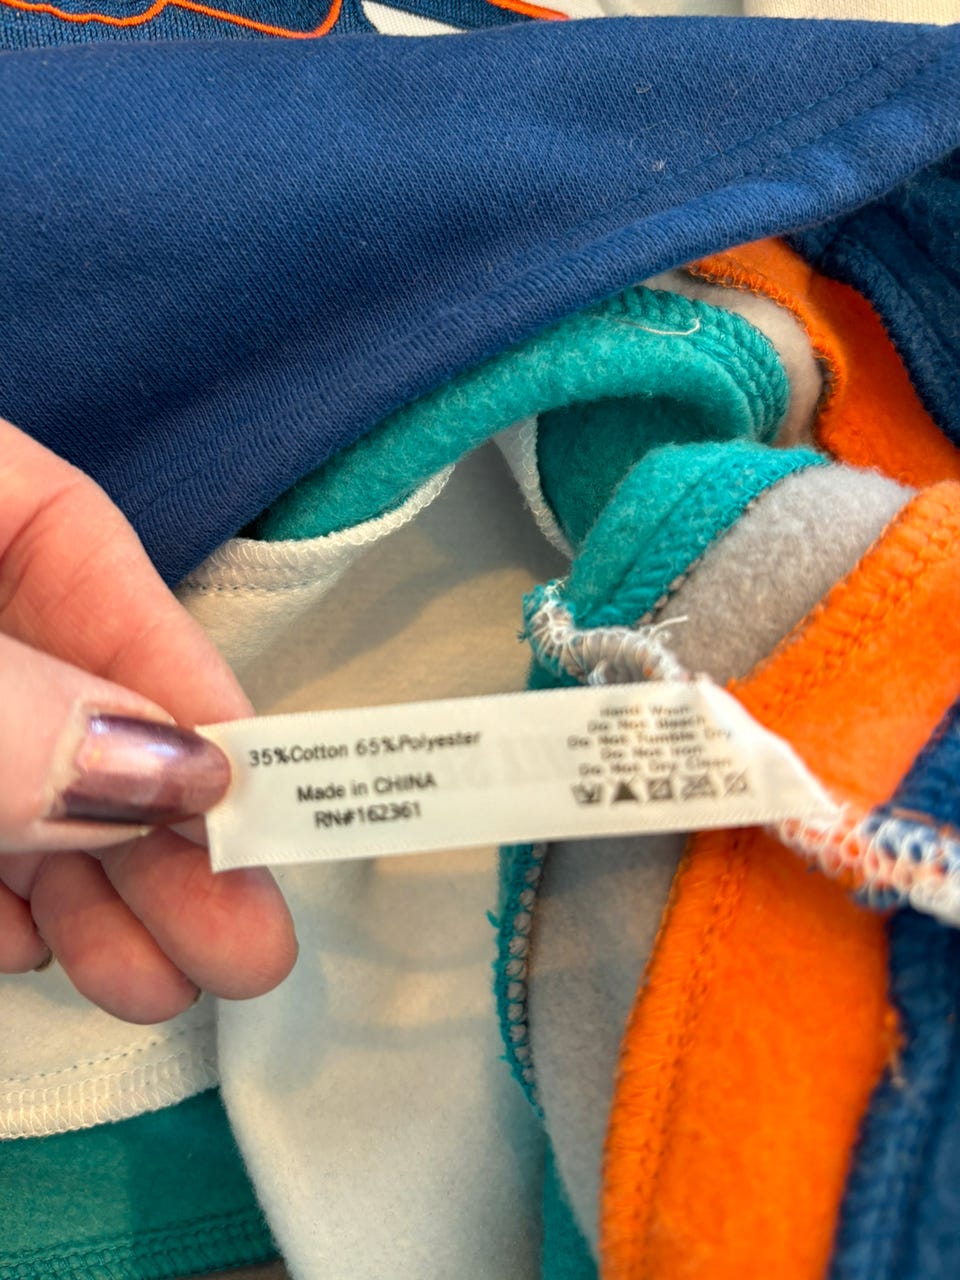 35%Cotton 65%Polyester
Made in CHINA
RN#162361
Hand Wash
Do Not Bleach
Do Not Tumble Dry
Do Not Iron
Do Not Dry Clean